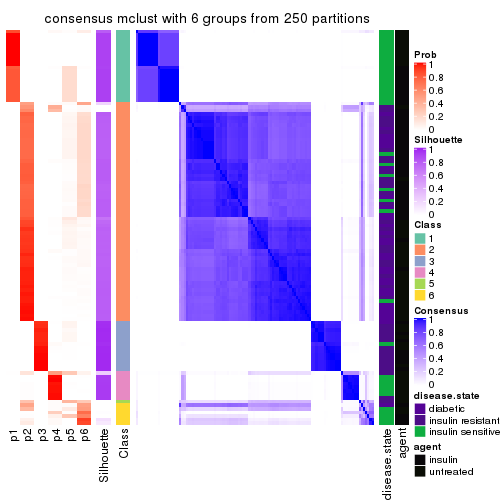 consensus mclust with 6 groups from 250 partitions
Prob
1
0.8
0.6
0.4
0.2
0
Silhouette
1
0.8
0.6
0.4
0.2
0
Class
1
2
3
4
5
6
Consensus
1
0.8
0.6
0.4
0.2
0
disease.state
diabetic
insulin resistant
insulin sensitive
agent
insulin
untreated
p1
p2
p3
p4
p5
p6
Silhouette
Class
disease.state
agent